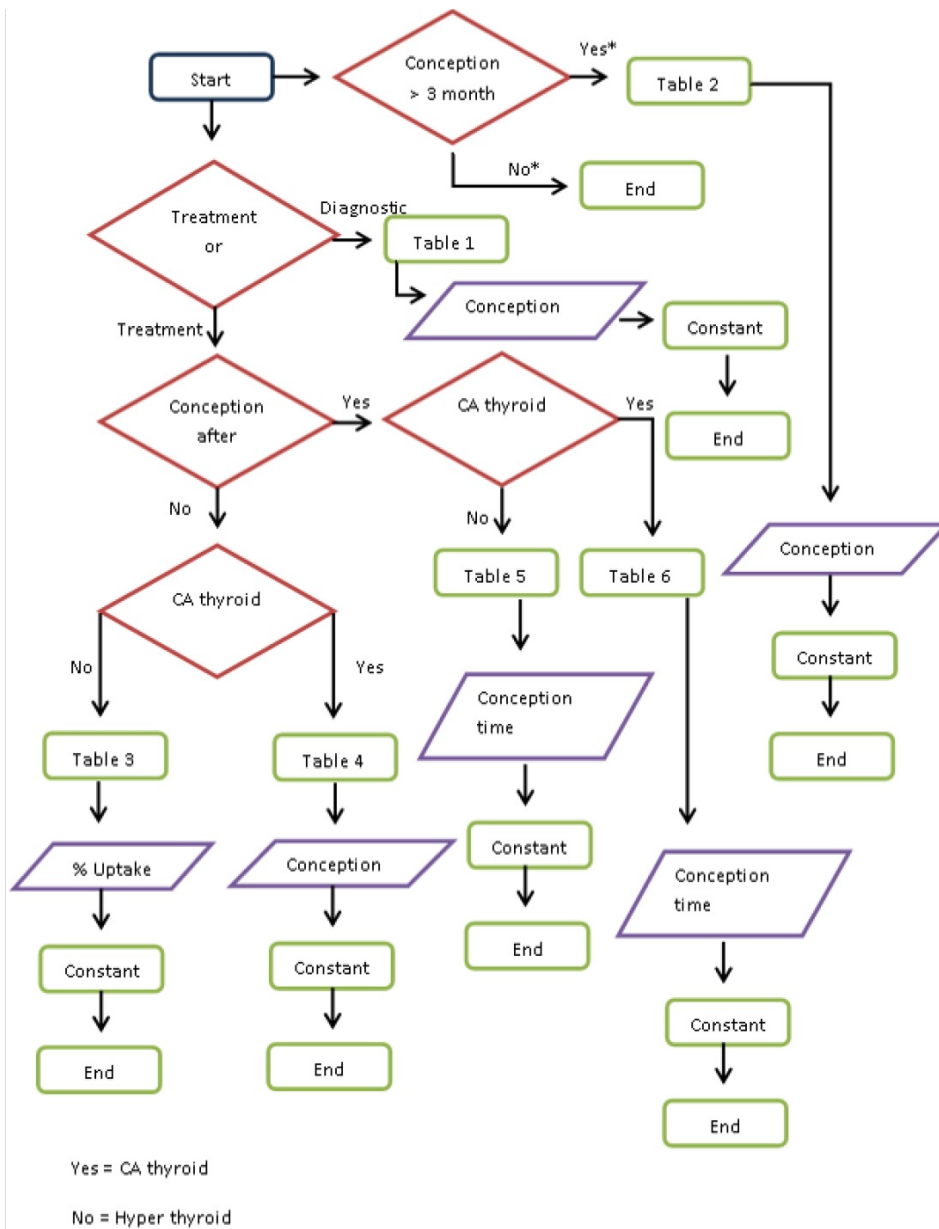 Start
Conception
> 3 month
Yes*
Table 2
No*
End
Treatment
or
Diagnostic
Table 1
Conception
Constant
End
Treatment
Conception
after
Yes
CA thyroid
Yes
No
No
Table 5
Table 6
Conception
Constant
End
CA thyroid
No
Yes
Conception
time
Table 3
Table 4
Constant
End
% Uptake
Conception
Conception
time
Constant
Constant
Constant
End
End
End
Yes = CA thyroid
No = Hyper thyroid